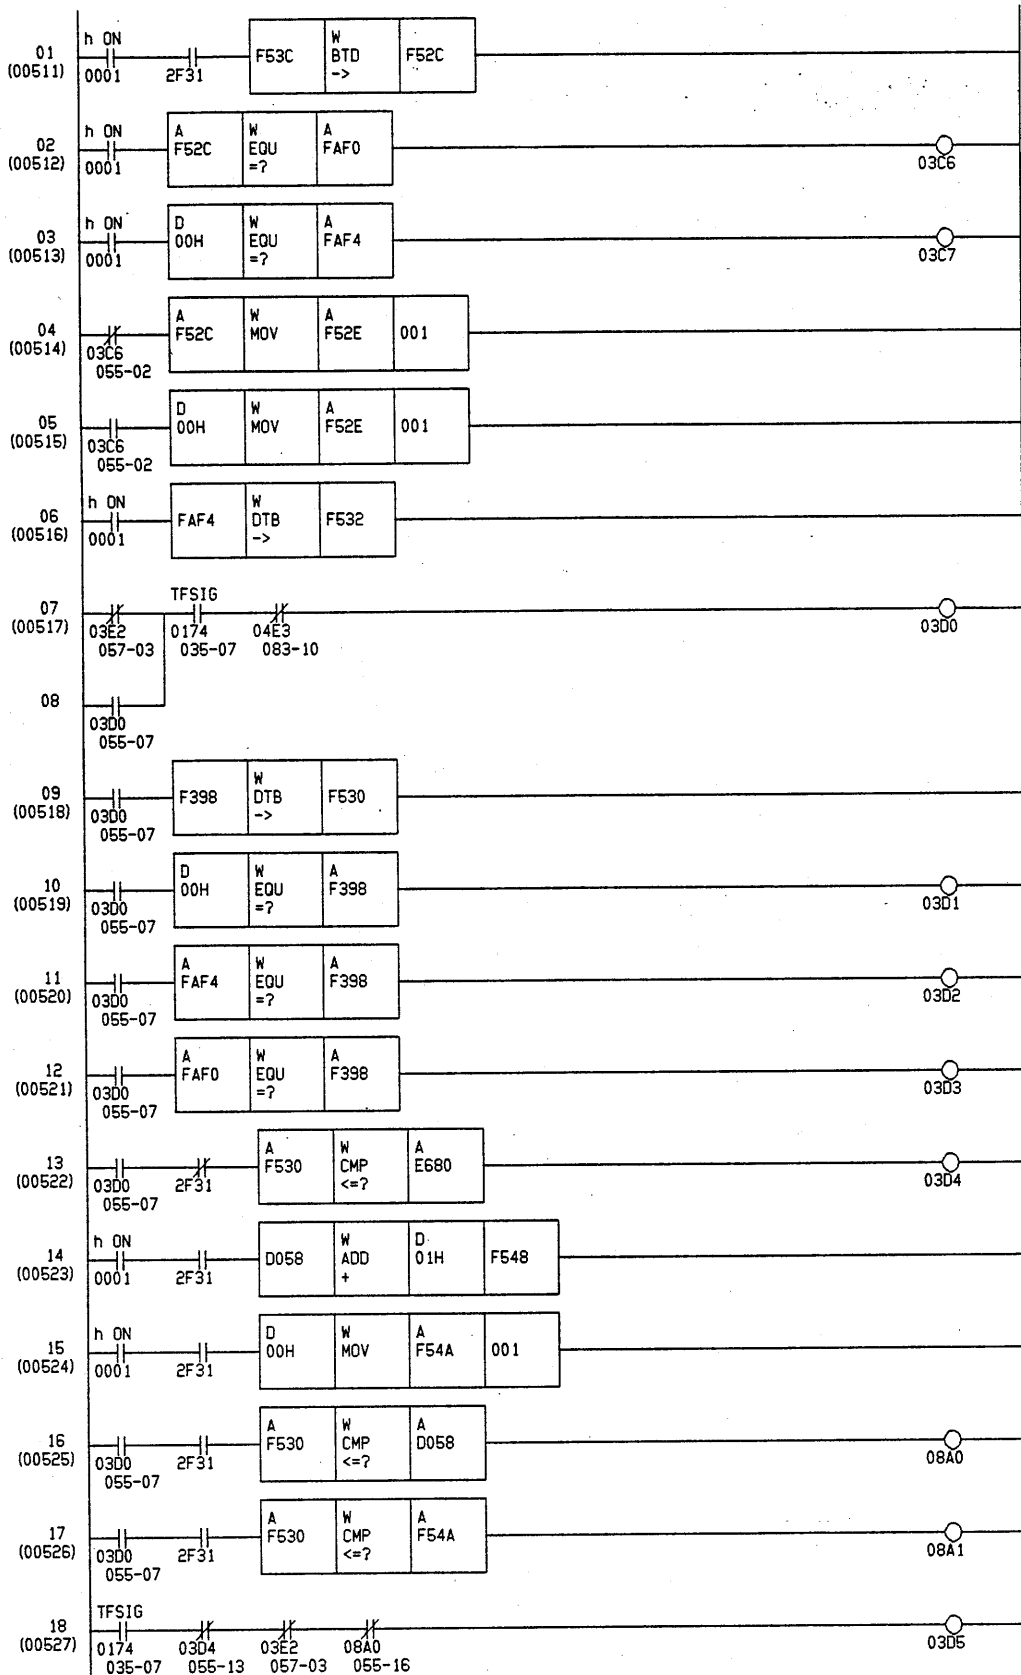 h ON
01 F53C W BTD -> F52C
(00511) 0001 2F31
h ON
02 A F52C W EQU =? A FAF0
(00512) 0001 03C6
h ON
03 D 00H W EQU =? A FAF4
(00513) 0001 03C7
04 A F52C W MOV A F52E 001
(00514) 03C6
055-02
05 D 00H W MOV A F52E 001
(00515) 03C6
055-02
h ON
06 FAF4 W DTB -> F532
(00516) 0001
TFSIG
07
(00517) 03E2 0174 04E3 03D0
057-03 035-07 083-10
08
03D0
055-07
09 F398 W DTB -> F530
(00518) 03D0
055-07
10 D 00H W EQU =? A F398
(00519) 03D0 03D1
055-07
11 A FAF4 W EQU =? A F398
(00520) 03D0 03D2
055-07
12 A FAF0 W EQU =? A F398
(00521) 03D0 03D3
055-07
13 A F530 W CMP <=? A E680
(00522) 03D0 2F31 03D4
055-07
h ON
14 D058 W ADD + D 01H F548
(00523) 0001 2F31
h ON
15 D 00H W MOV A F54A 001
(00524) 0001 2F31
16 A F530 W CMP <=? A D058
(00525) 03D0 2F31 08A0
055-07
17 A F530 W CMP <=? A F54A
(00526) 03D0 2F31 08A1
055-07
TFSIG
18
(00527) 0174 03D4 03E2 08A0 03D5
035-07 055-13 057-03 055-16